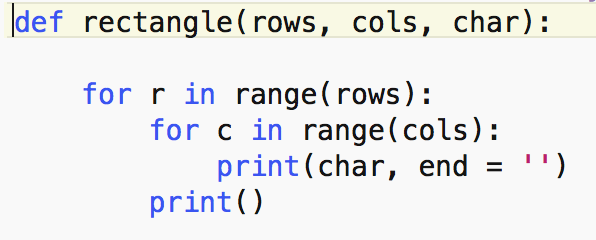 def rectangle(rows, cols, char):
    for r in range(rows):
        for c in range(cols):
            print(char, end = '')
        print()